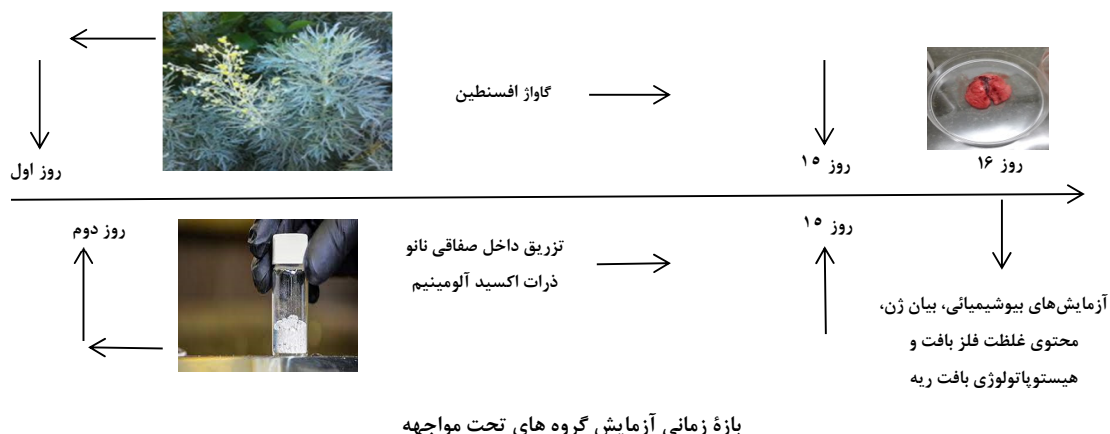 گاواژ افسنطین
روز اول
روز ۱۵
روز ۱۶
روز دوم
روز ۱۵
تزریق داخل صفاقی نانو
ذرات اکسید آلومینیم
آزمایش‌های بیوشیمیائی، بیان ژن،
محتوی غلظت فلز بافت و
هیستوپاتولوژی بافت ریه
بازهٔ زمانی آزمایش گروه های تحت مواجهه